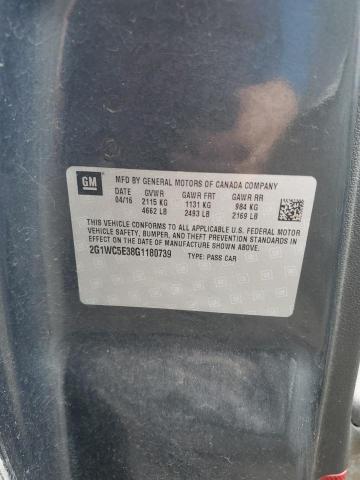 GM
MFD BY GENERAL MOTORS OF CANADA COMPANY
DATE GVWR GAWR FRT GAWR RR
04/16 2115 KG 1131 KG 984 KG
4662 LB 2493 LB 2169 LB
THIS VEHICLE CONFORMS TO ALL APPLICABLE U.S. FEDERAL MOTOR
VEHICLE SAFETY, BUMPER, AND THEFT PREVENTION STANDARDS IN
EFFECT ON THE DATE OF MANUFACTURE SHOWN ABOVE.
2G1WC5E38G1180739 TYPE: PASS CAR